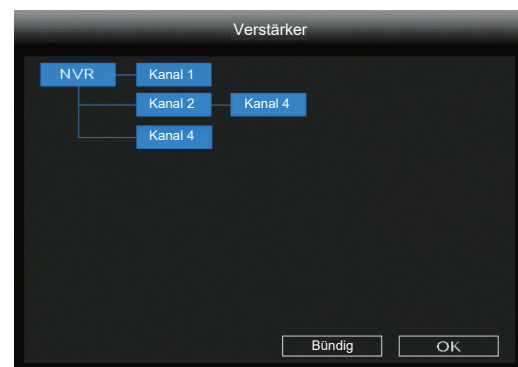 Verstärker
NVR Kanal 1
Kanal 2 Kanal 4
Kanal 4
Bündig OK